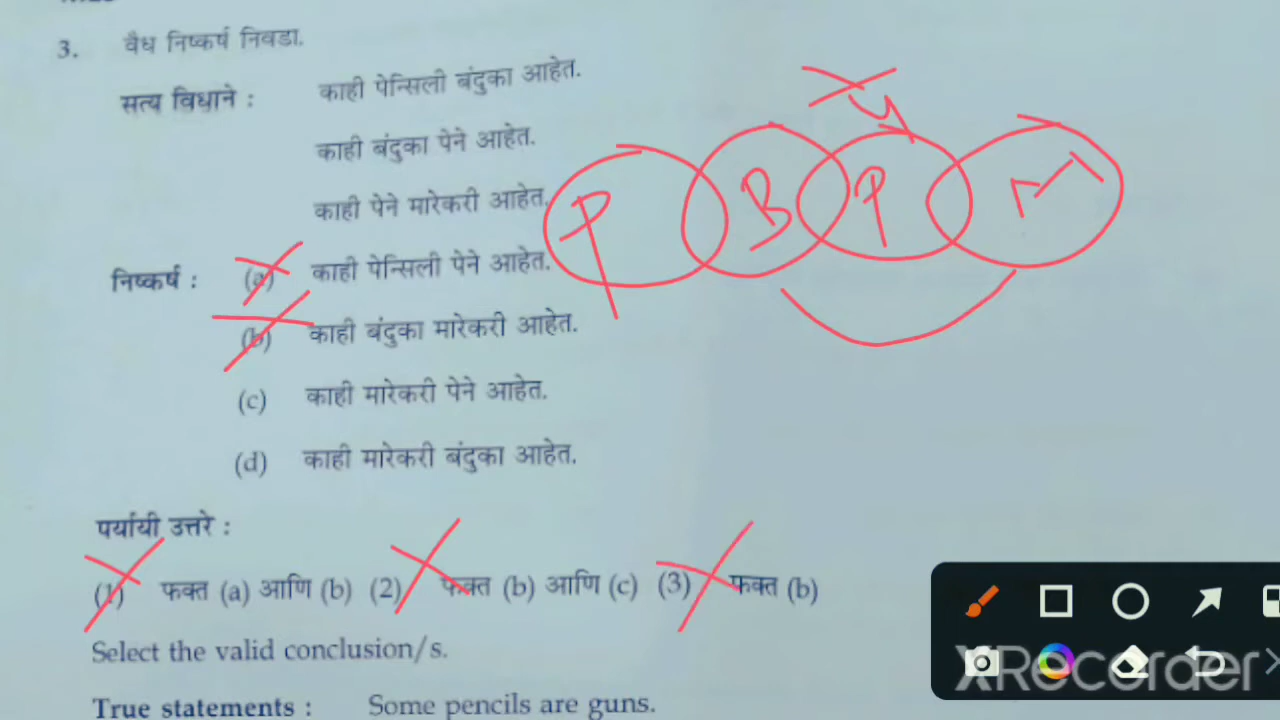 3. वैध निष्कर्ष निवडा.
सत्य विधाने : काही पेन्सिली बंदुका आहेत.
काही बंदुका पेने आहेत.
काही पेने मारेकरी आहेत.
निष्कर्ष : (a) काही पेन्सिली पेने आहेत.
(b) काही बंदुका मारेकरी आहेत.
(c) काही मारेकरी पेने आहेत.
(d) काही मारेकरी बंदुका आहेत.
P B P
पर्यायी उत्तरे :
(1) फक्त (a) आणि (b) (2) फक्त (b) आणि (c) (3) फक्त (b)
Select the valid conclusion/s.
True statements : Some pencils are guns.
XRecorder